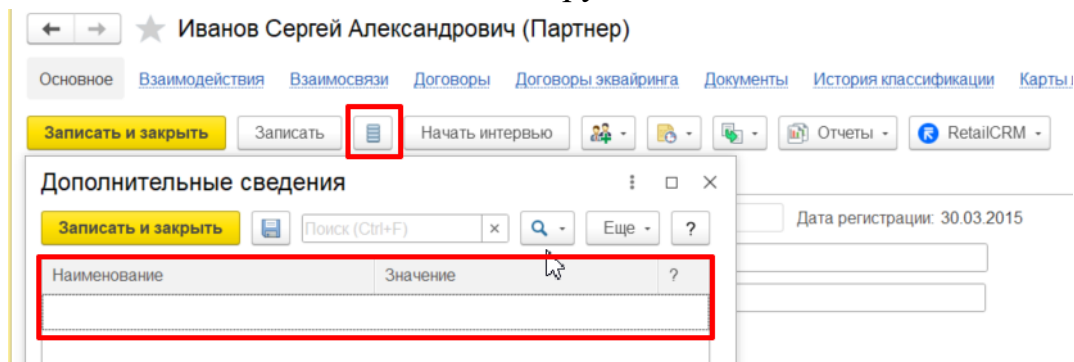 Иванов Сергей Александрович (Партнер)
Основное Взаимодействия Взаимосвязи Договоры Договоры эквайринга Документы История классификации Карты
Записать и закрыть Записать Начать интервью Отчеты RetailCRM
Дополнительные сведения
Дата регистрации: 30.03.2015
Записать и закрыть Поиск (Ctrl+F) × Еще ?
Наименование Значение ?